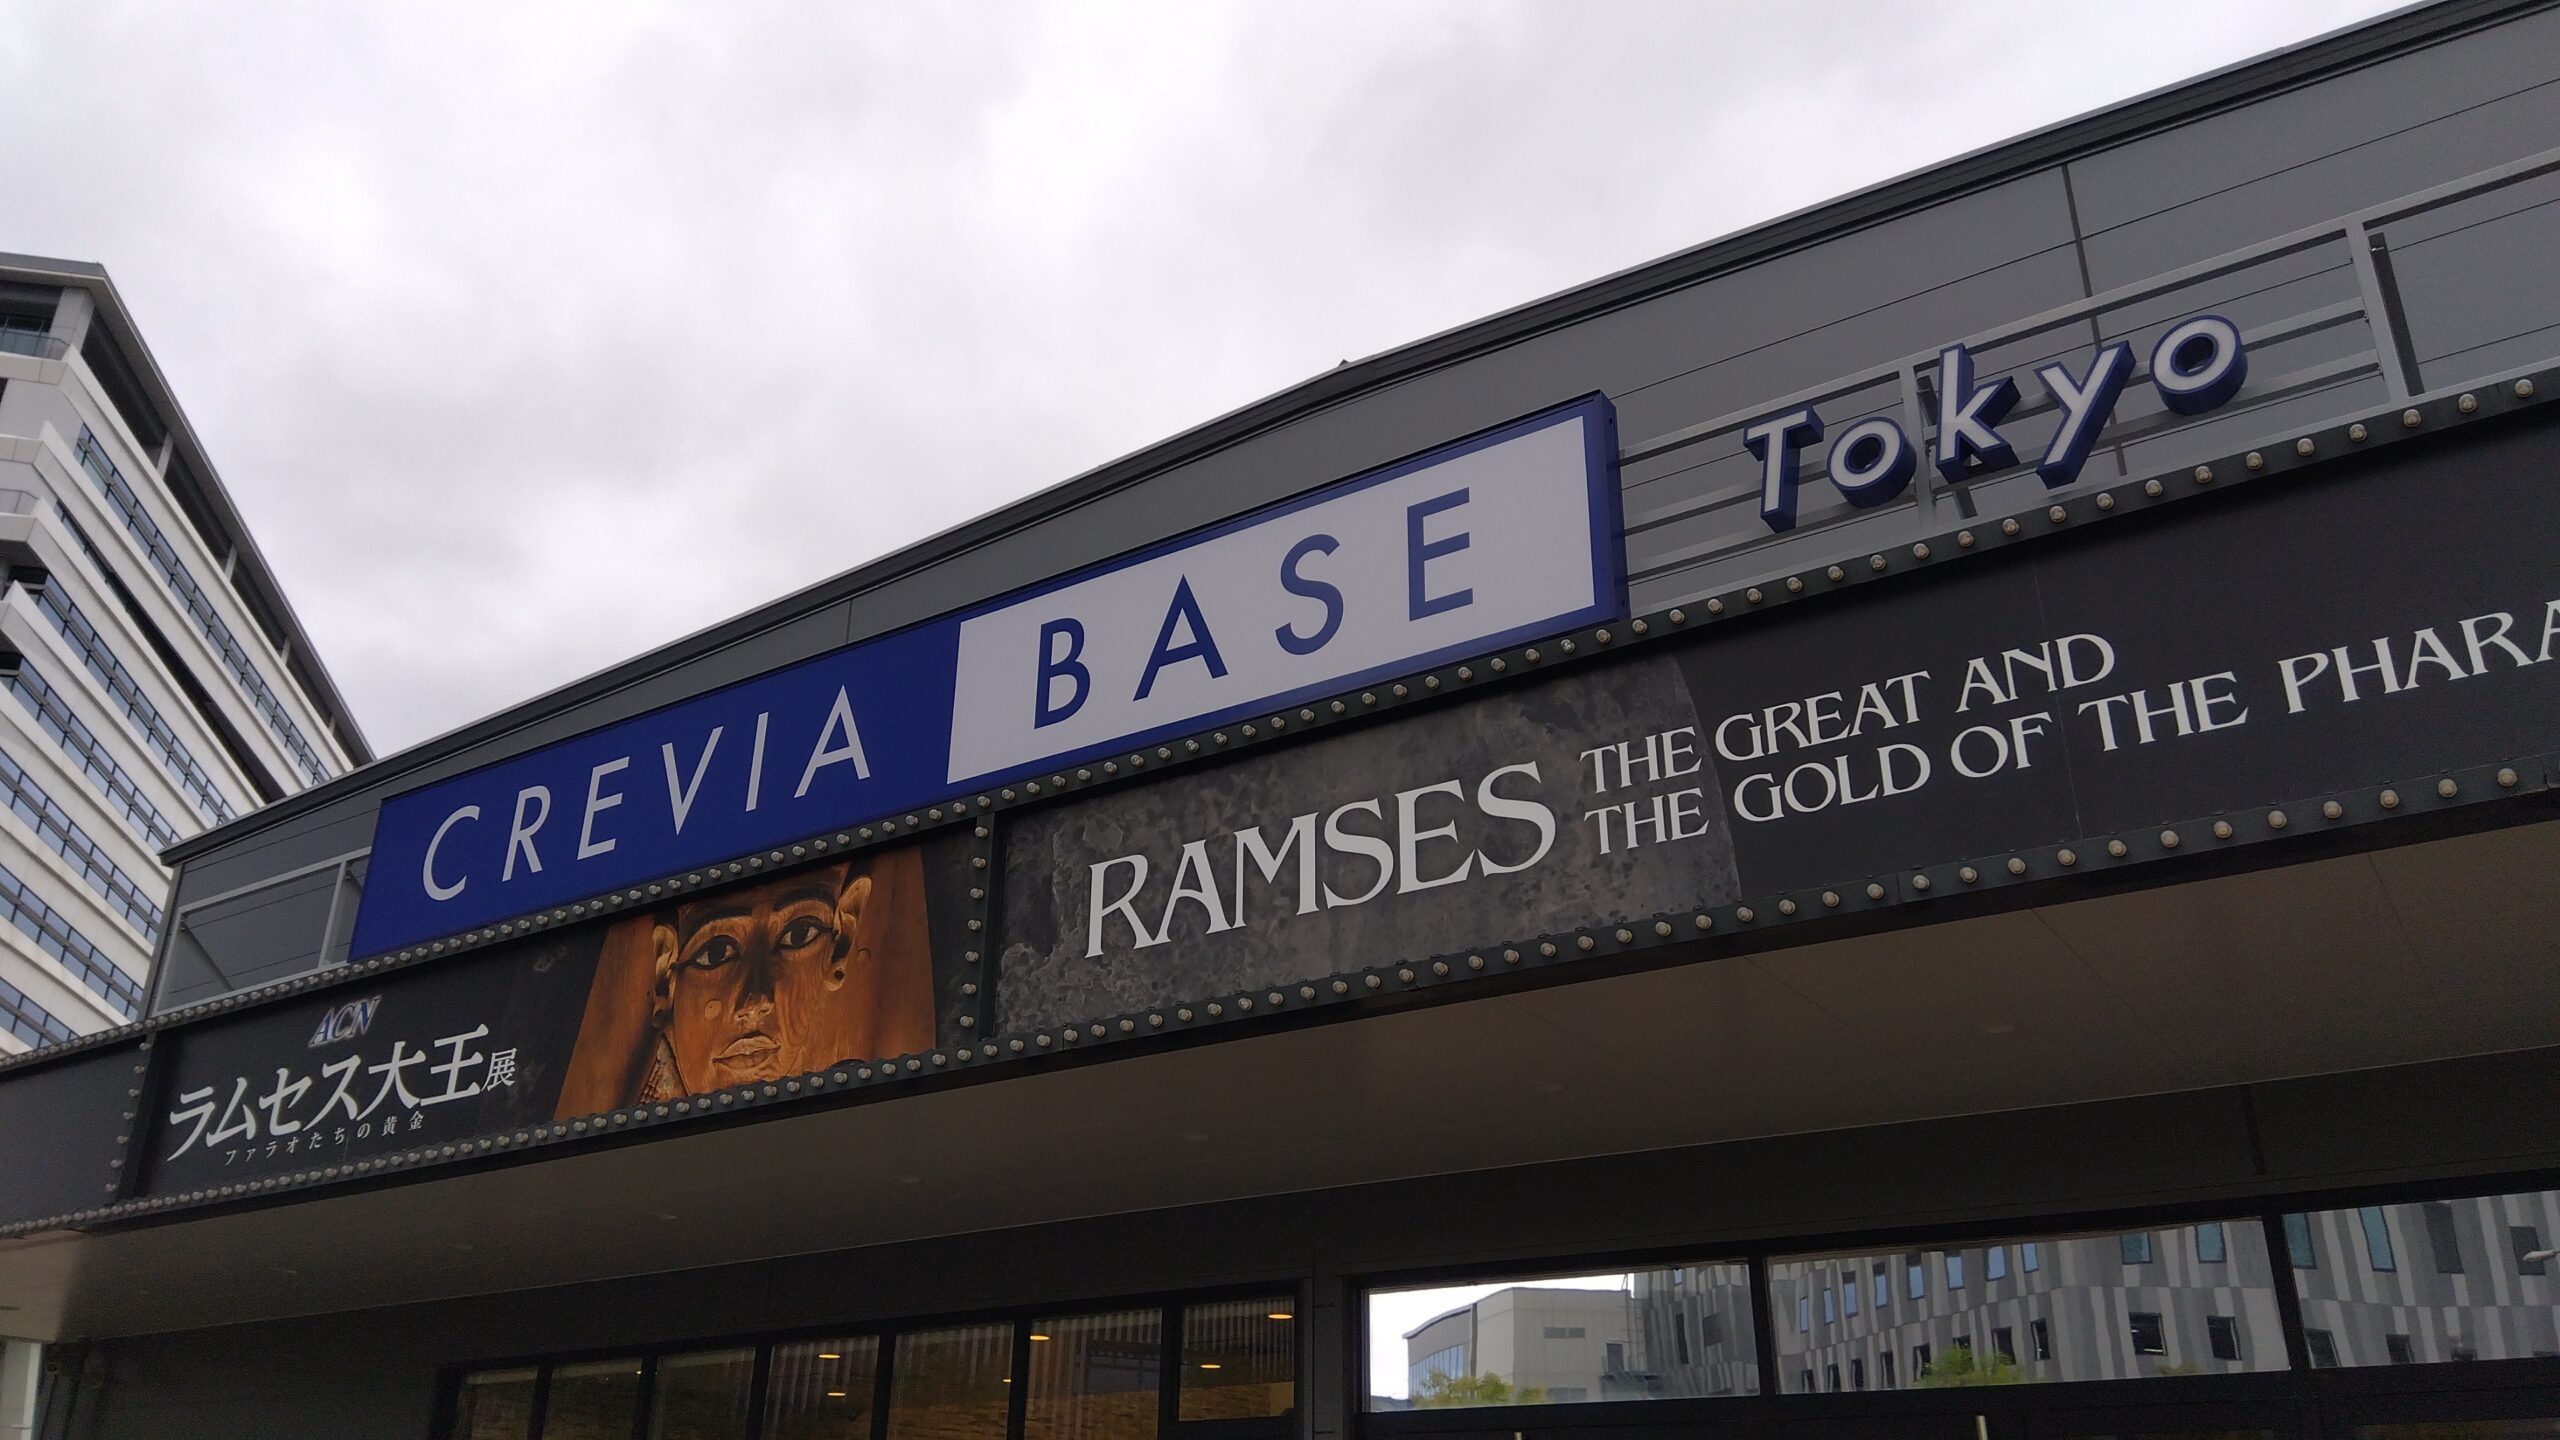 CREVIA BASE Tokyo
ACN
ラムセス大王展
ファラオたちの黄金
RAMSES THE GREAT AND
THE GOLD OF THE PHARA